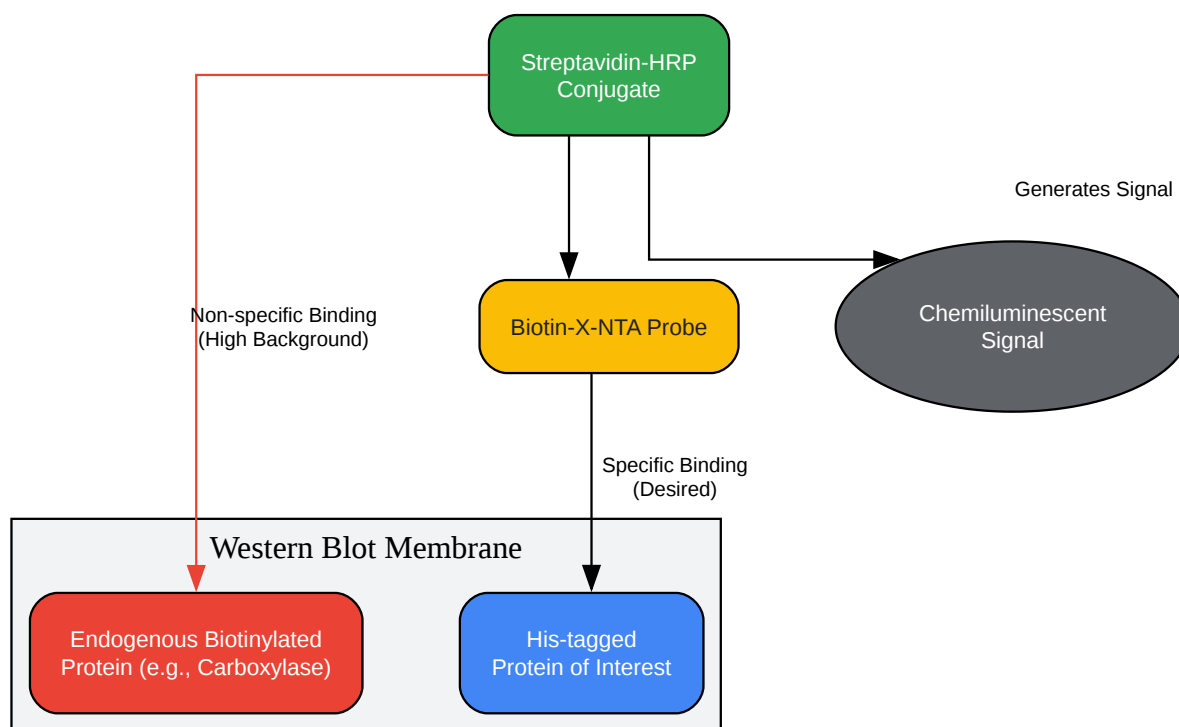 Streptavidin-HRP
Conjugate
Generates Signal
Non-specific Binding
(High Background)
Biotin-X-NTA Probe
Chemiluminescent
Signal
Specific Binding
(Desired)
Western Blot Membrane
Endogenous Biotinylated
Protein (e.g., Carboxylase)
His-tagged
Protein of Interest